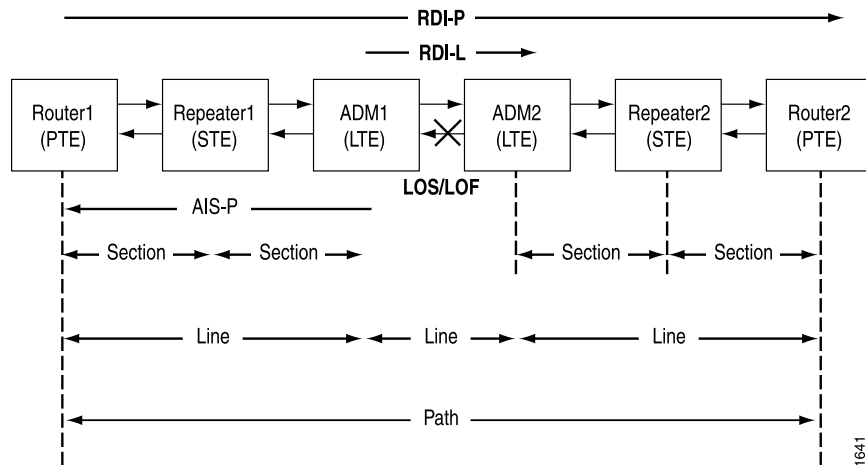 RDI-P
RDI-L
Router1 (PTE)
Repeater1 (STE)
ADM1 (LTE)
ADM2 (LTE)
Repeater2 (STE)
Router2 (PTE)
LOS/LOF
AIS-P
Section Section Section Section
Line Line Line
Path
1641